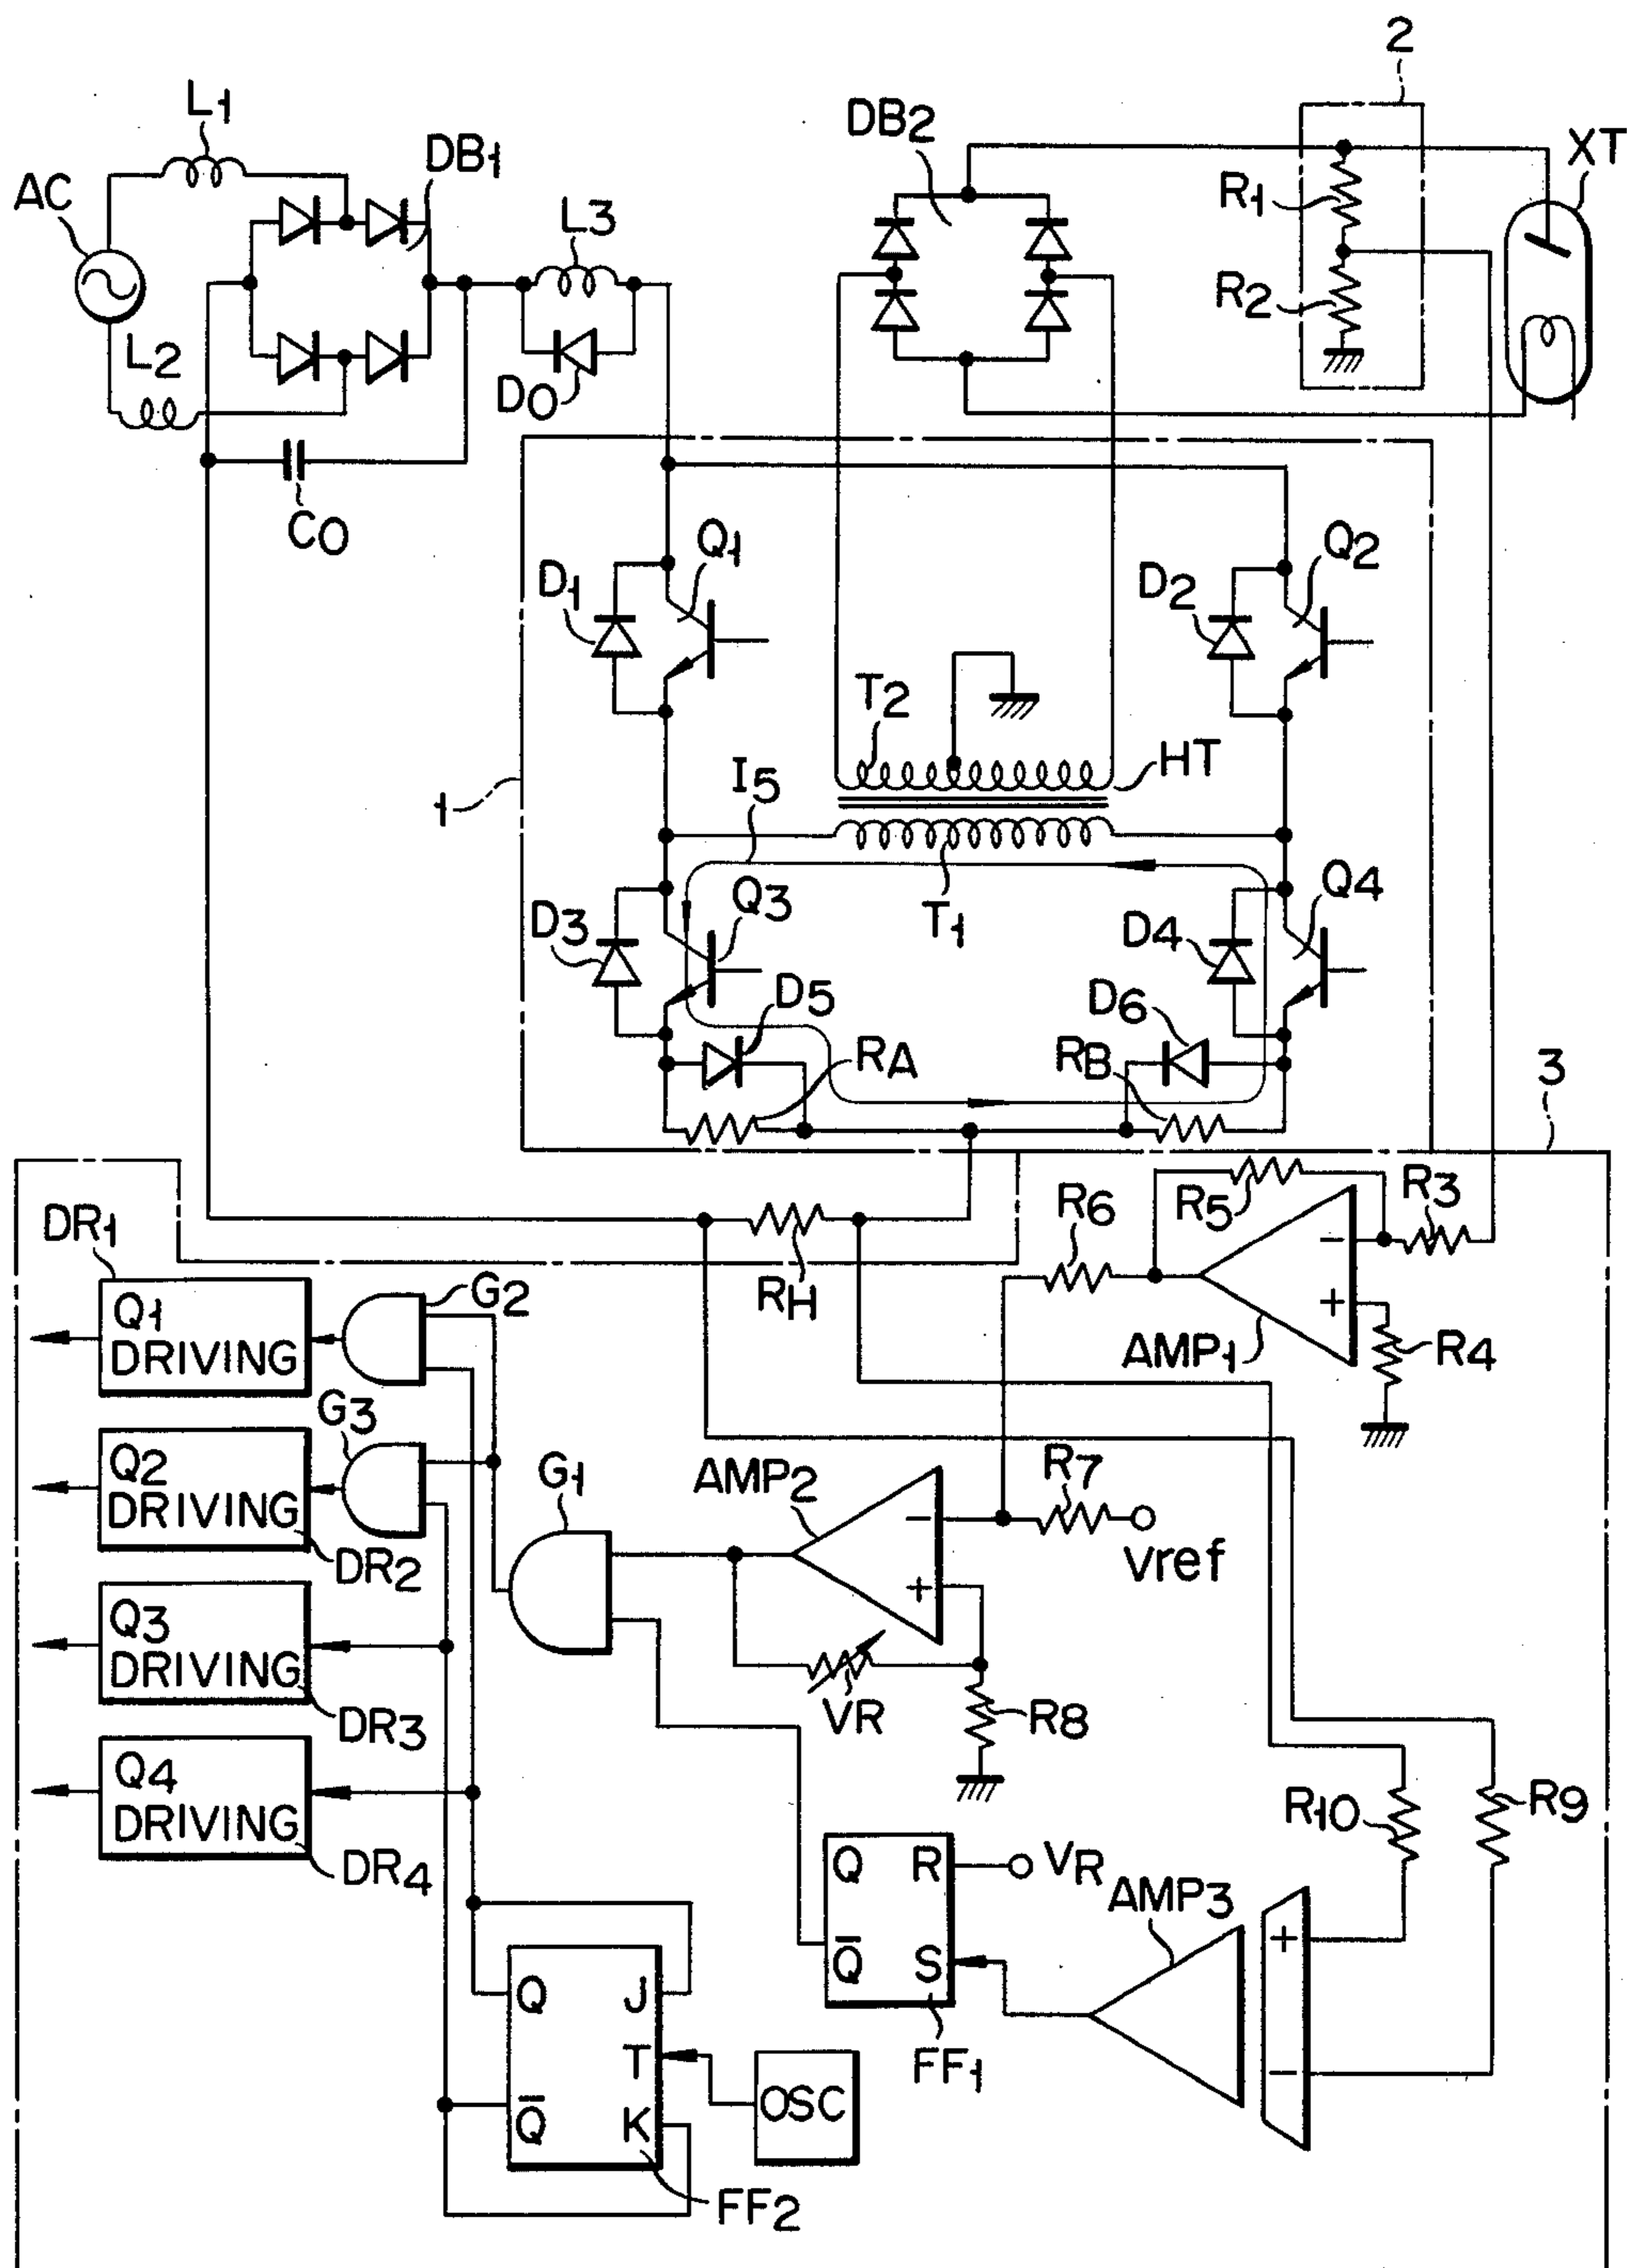 2
L1
DB2
DB1
XT
AC
R1
L3
L2
R2
D0
C0
Q1
Q2
D1
D2
T2
HT
I5
1
T1
Q3
Q4
D3
D4
D5
D6
RA
RB
3
R6
R5
R3
DR1
G2
RH
Q1
DRIVING
AMP1
R4
G3
Q2
DRIVING
DR2
G1
AMP2
R7
Vref
Q3
DRIVING
DR3
VR
R8
Q4
DRIVING
DR4
R10
R9
Q R VR
AMP3
Q̅ S
FF1
Q J
T
OSC
Q̅ K
FF2
− +
− +
+ −